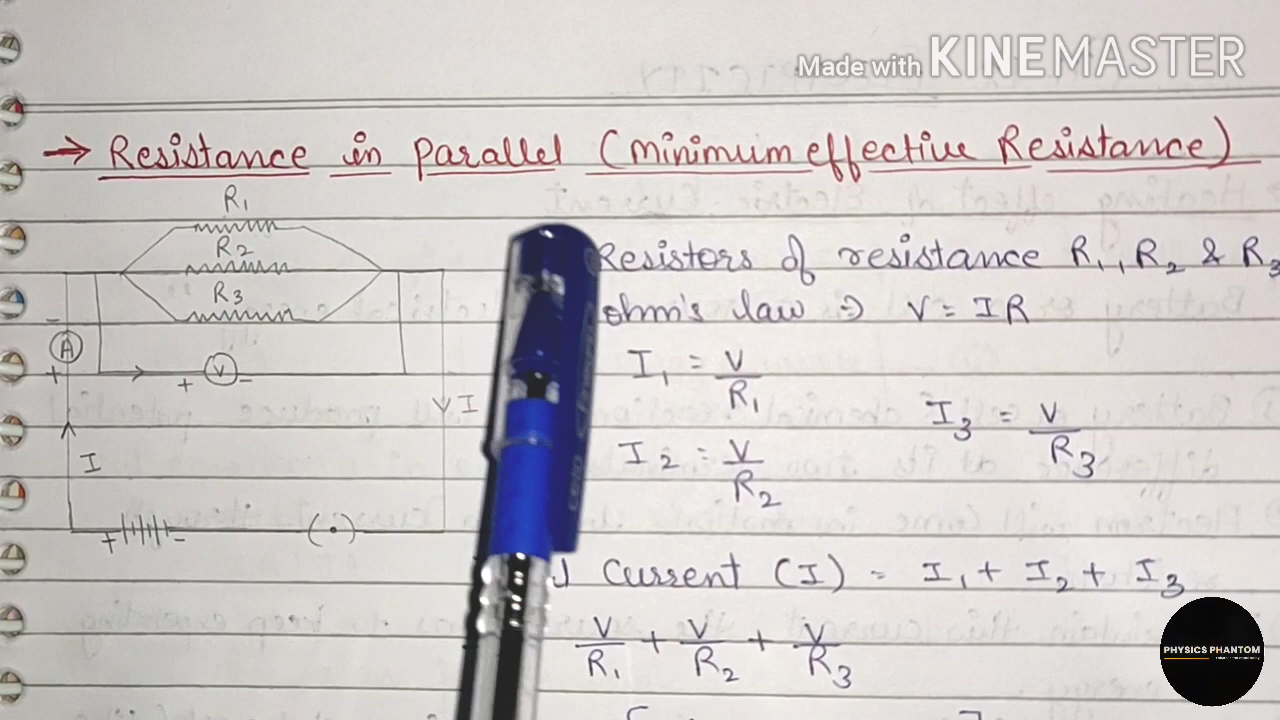 Made with KINEMASTER
→ Resistance in parallel (minimum effective Resistance)
R1
R2
R3
Resistors of resistance R1, R2 & R3
ohm's law ⇒ V = IR
- A +
+ V -
I
I
+ -
(•)
I1 = V/R1
I2 = V/R2
I3 = V/R3
Current (I) = I1 + I2 + I3
V/R1 + V/R2 + V/R3
PHYSICS PHANTOM